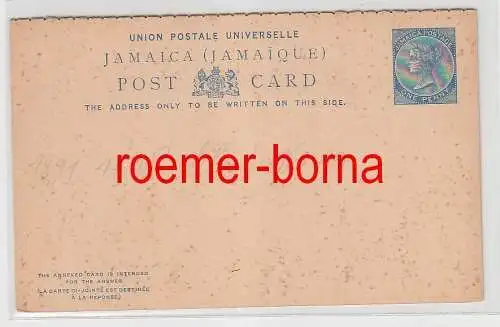 UNION POSTALE UNIVERSELLE
JAMAICA (JAMAÏQUE)
POST CARD
THE ADDRESS ONLY TO BE WRITTEN ON THIS SIDE.
JAMAICA POSTAGE
ONE PENNY
roemer-borna
1891
THE ANNEXED CARD IS INTENDED
FOR THE ANSWER
(LA CARTE CI-JOINTE EST DESTINÉE
À LA RÉPONSE)